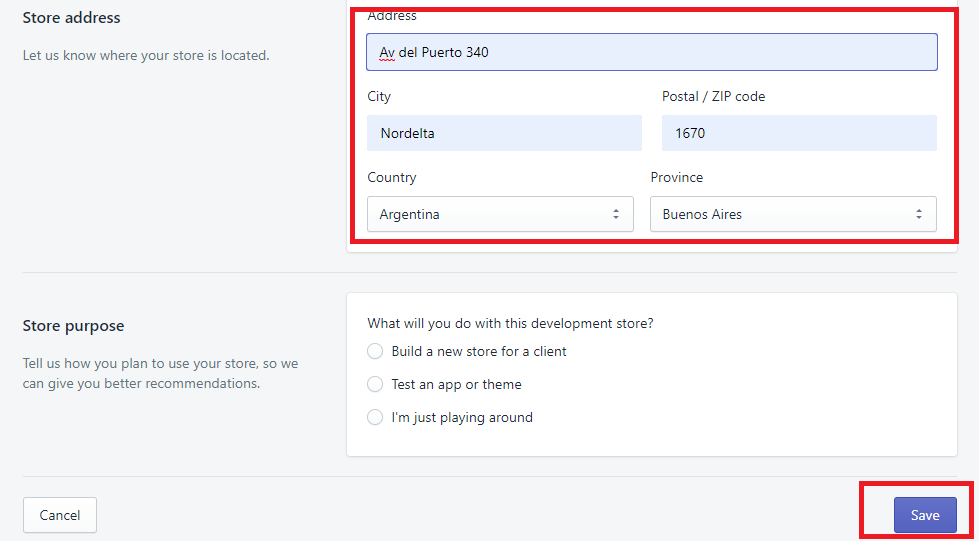 Store address
Let us know where your store is located.
Address
Av del Puerto 340
City
Postal / ZIP code
Nordelta
1670
Country
Province
Argentina
Buenos Aires
Store purpose
Tell us how you plan to use your store, so we
can give you better recommendations.
What will you do with this development store?
Build a new store for a client
Test an app or theme
I'm just playing around
Cancel
Save